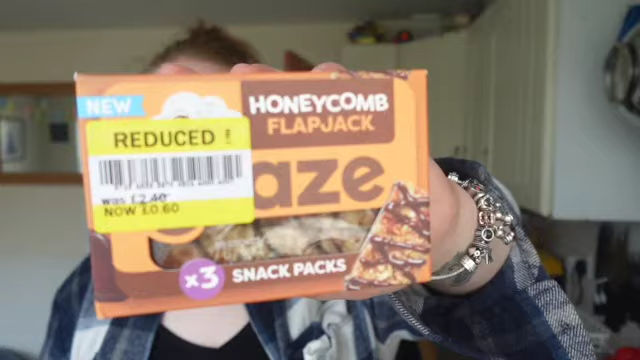 NEW
HONEYCOMB
FLAPJACK
REDUCED
aze
was £2.40
NOW £0.60
x3 SNACK PACKS